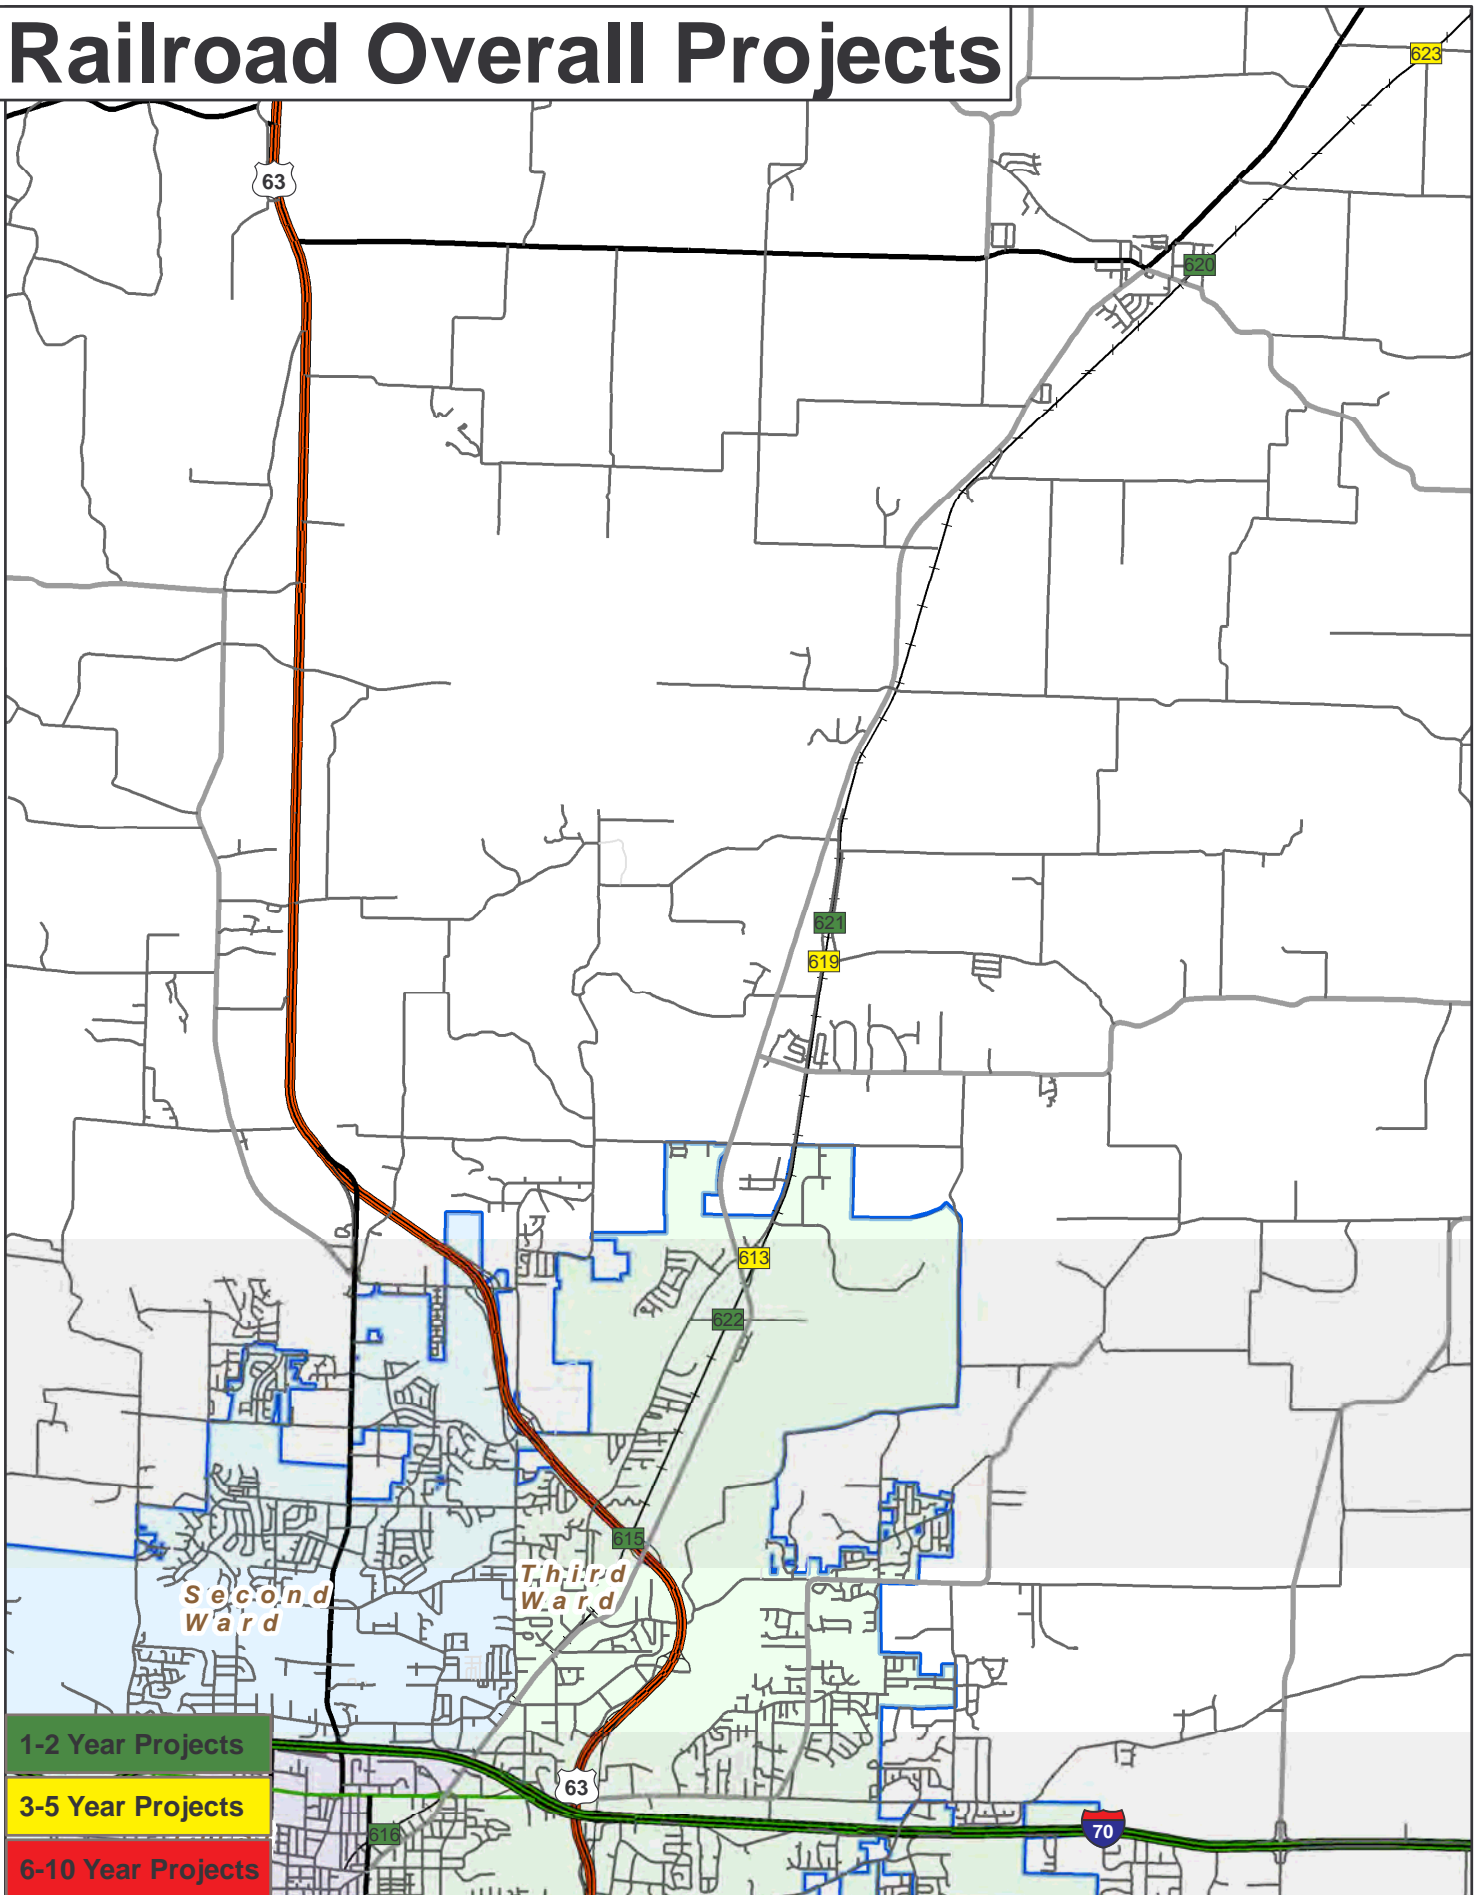 Railroad Overall Projects
623
63
620
621
619
613
622
615
Third
Ward
Second
Ward
1-2 Year Projects
63
3-5 Year Projects
70
616
6-10 Year Projects